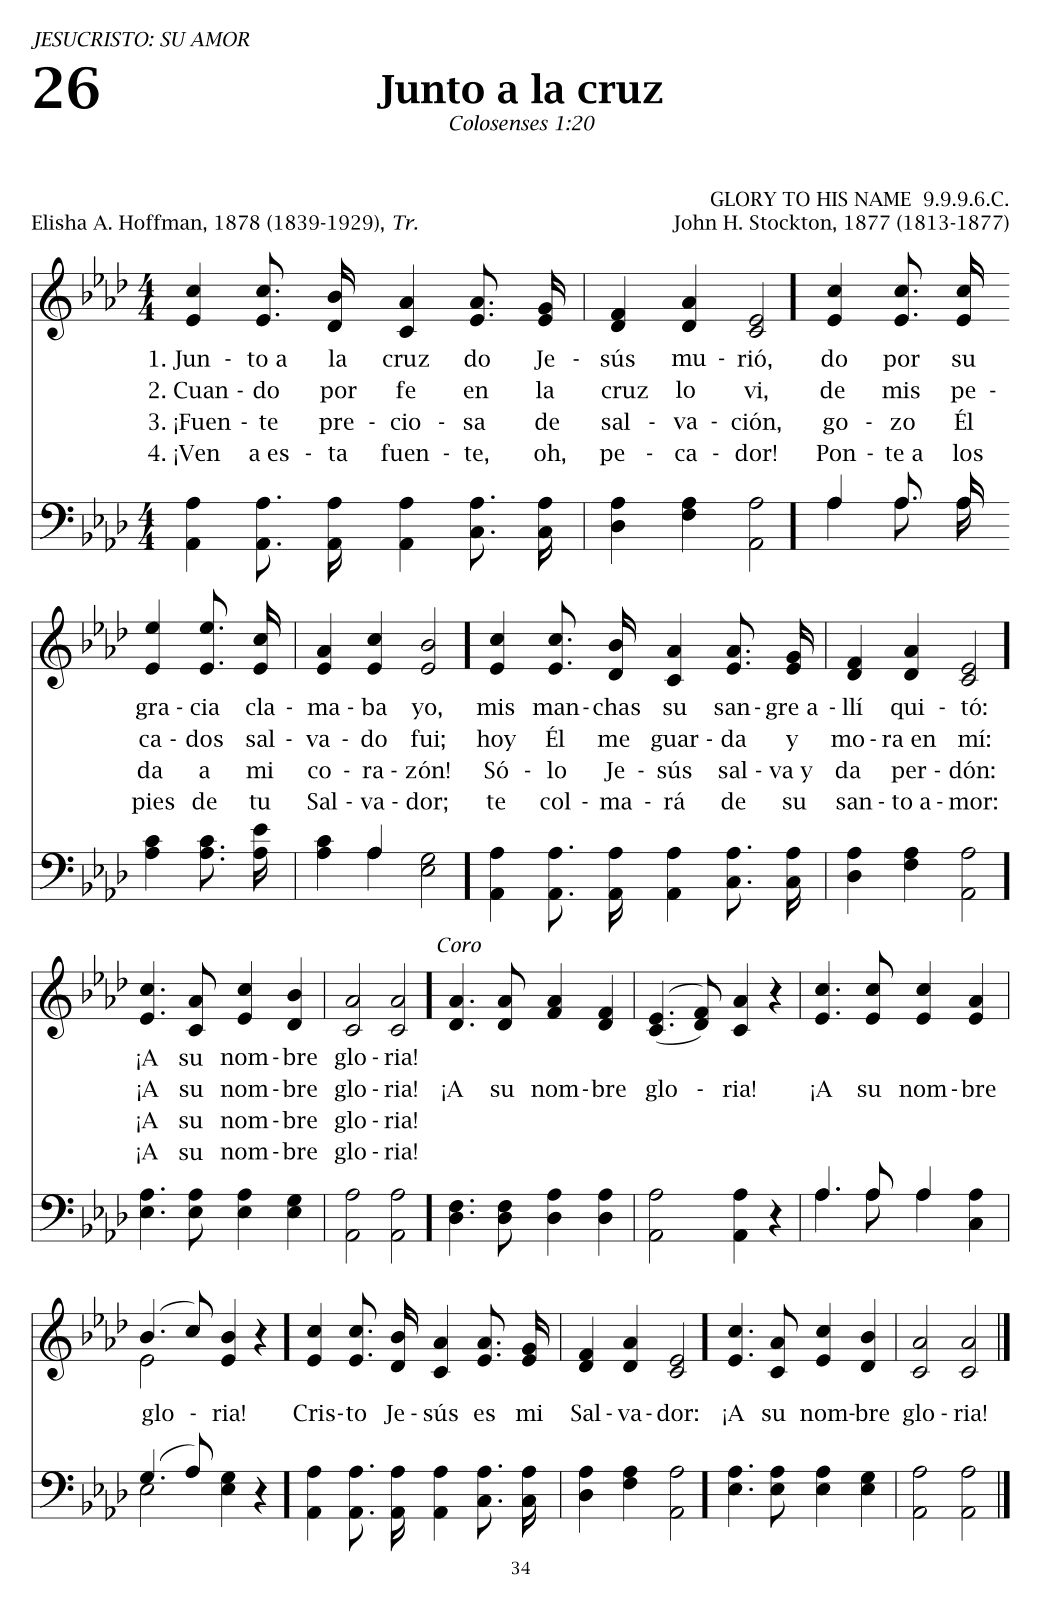 JESUCRISTO: SU AMOR
26
Junto a la cruz
Colosenses 1:20
GLORY TO HIS NAME 9.9.9.6.C.
Elisha A. Hoffman, 1878 (1839-1929), Tr.
John H. Stockton, 1877 (1813-1877)
1. Jun - to a la cruz do Je - sús mu - rió, do por su
2. Cuan - do por fe en la cruz lo vi, de mis pe -
3. ¡Fuen - te pre - cio - sa de sal - va - ción, go - zo Él
4. ¡Ven a es - ta fuen - te, oh, pe - ca - dor! Pon - te a los
gra - cia cla - ma - ba yo, mis man - chas su san - gre a - llí qui - tó:
ca - dos sal - va - do fui; hoy Él me guar - da y mo - ra en mí:
da a mi co - ra - zón! Só - lo Je - sús sal - va y da per - dón:
pies de tu Sal - va - dor; te col - ma - rá de su san - to a - mor:
Coro
¡A su nom - bre glo - ria!
¡A su nom - bre glo - ria! ¡A su nom - bre glo - ria! ¡A su nom - bre
¡A su nom - bre glo - ria!
¡A su nom - bre glo - ria!
glo - ria! Cris - to Je - sús es mi Sal - va - dor: ¡A su nom - bre glo - ria!
34